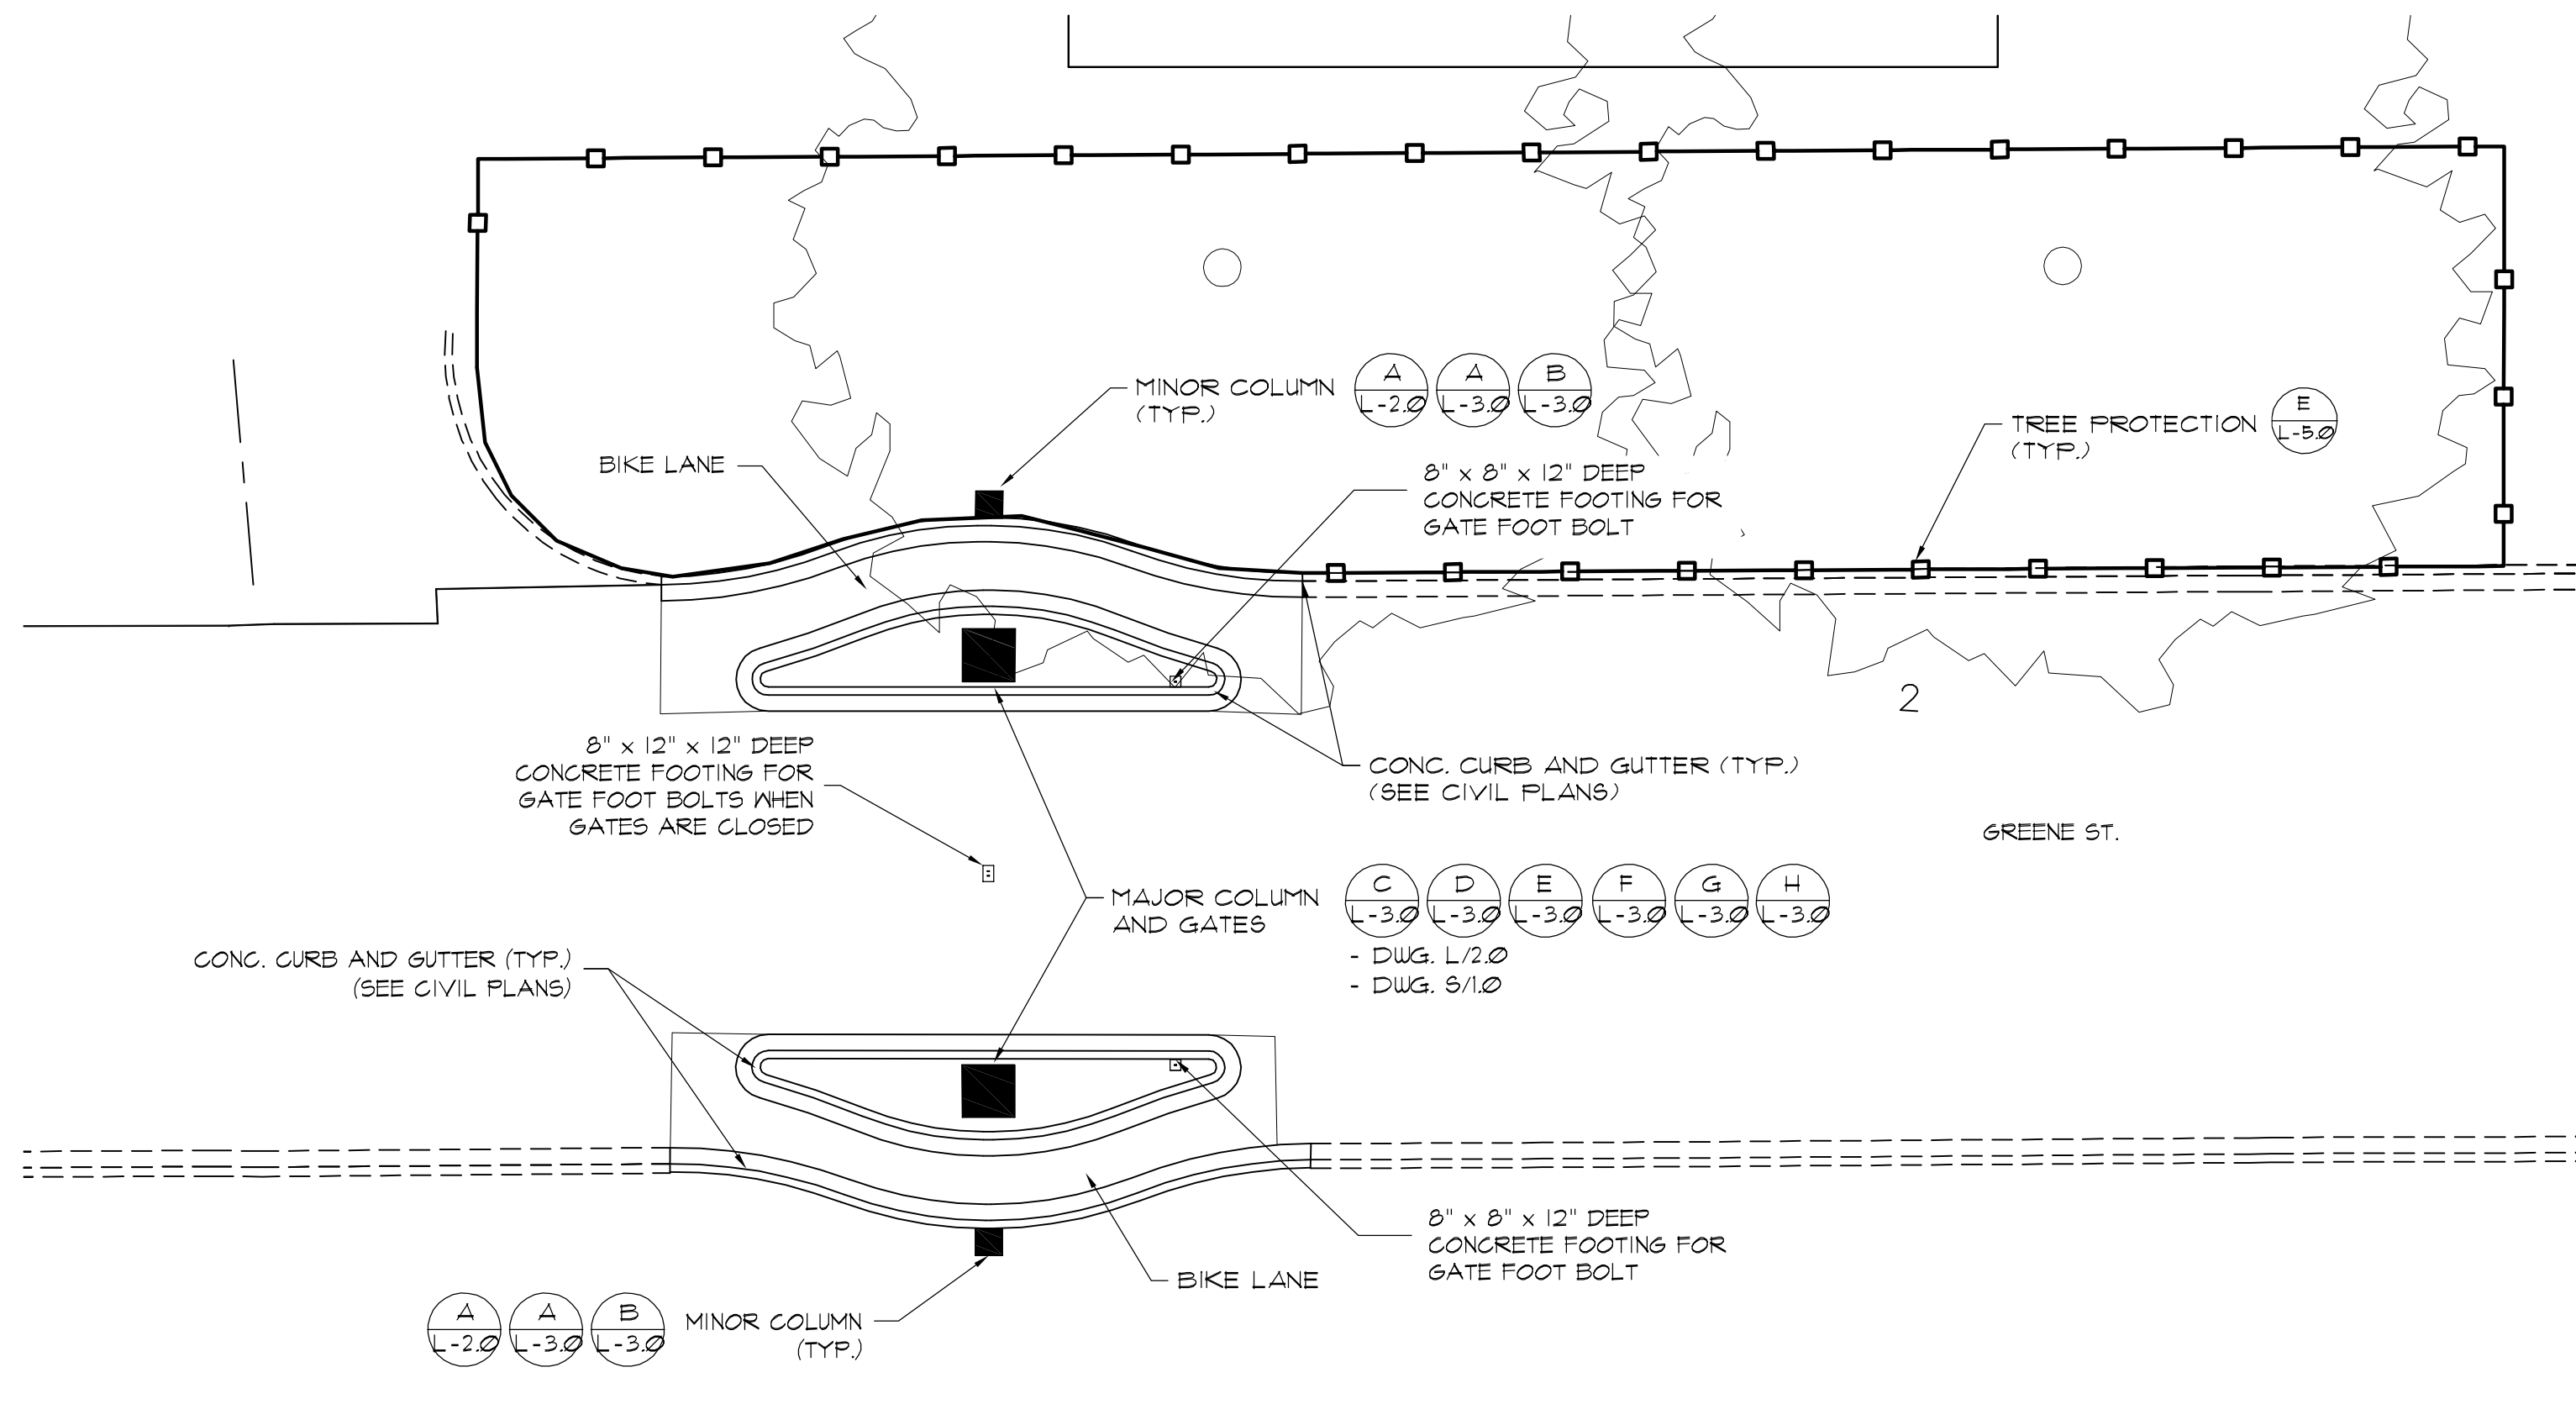 MINOR COLUMN
(TYP.)
A
L-2.0
A
L-3.0
B
L-3.0
TREE PROTECTION
(TYP.)
E
L-5.0
BIKE LANE
8" x 8" x 12" DEEP
CONCRETE FOOTING FOR
GATE FOOT BOLT
2
8" x 12" x 12" DEEP
CONCRETE FOOTING FOR
GATE FOOT BOLTS WHEN
GATES ARE CLOSED
CONC. CURB AND GUTTER (TYP.)
(SEE CIVIL PLANS)
GREENE ST.
MAJOR COLUMN
AND GATES
C
L-3.0
D
L-3.0
E
L-3.0
F
L-3.0
G
L-3.0
H
L-3.0
- DWG. L/2.0
- DWG. S/1.0
CONC. CURB AND GUTTER (TYP.)
(SEE CIVIL PLANS)
8" x 8" x 12" DEEP
CONCRETE FOOTING FOR
GATE FOOT BOLT
BIKE LANE
A
L-2.0
A
L-3.0
B
L-3.0
MINOR COLUMN
(TYP.)